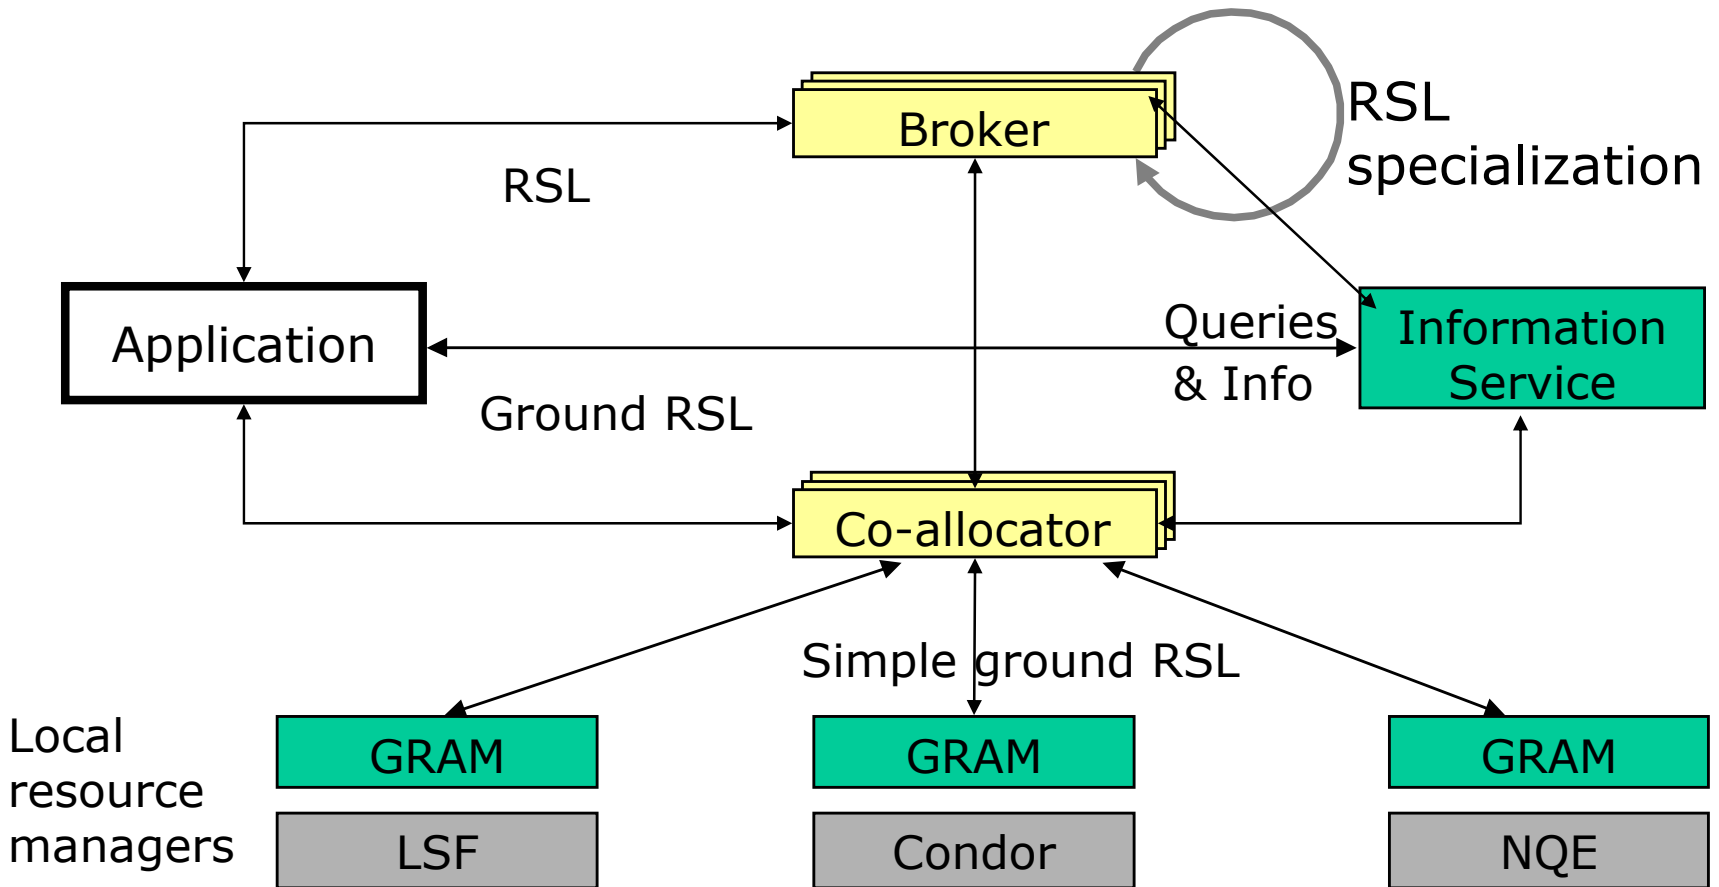 Broker
RSL
specialization
RSL
Application
Queries
& Info
Information
Service
Ground RSL
Co-allocator
Simple ground RSL
Local
resource
managers
GRAM
GRAM
GRAM
LSF
Condor
NQE